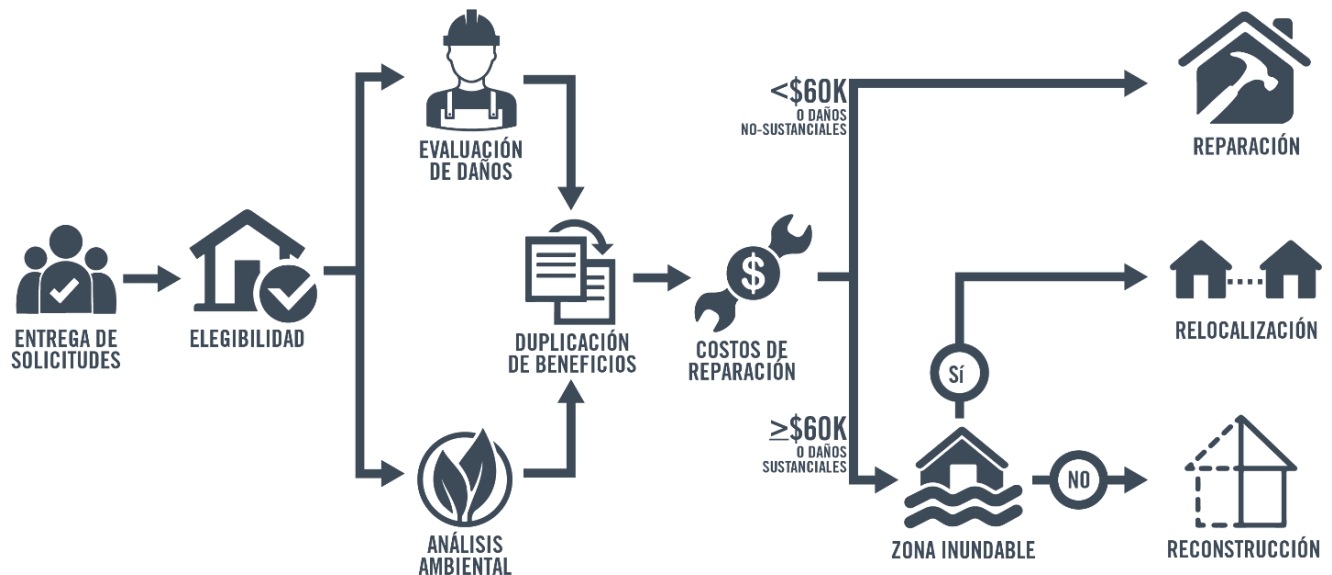 ENTREGA DE
SOLICITUDES
ELEGIBILIDAD
EVALUACIÓN
DE DAÑOS
ANÁLISIS
AMBIENTAL
DUPLICACIÓN
DE BENEFICIOS
$
COSTOS DE
REPARACIÓN
<$60K
O DAÑOS
NO-SUSTANCIALES
REPARACIÓN
≥$60K
O DAÑOS
SUSTANCIALES
ZONA INUNDABLE
Sí
RELOCALIZACIÓN
NO
RECONSTRUCCIÓN